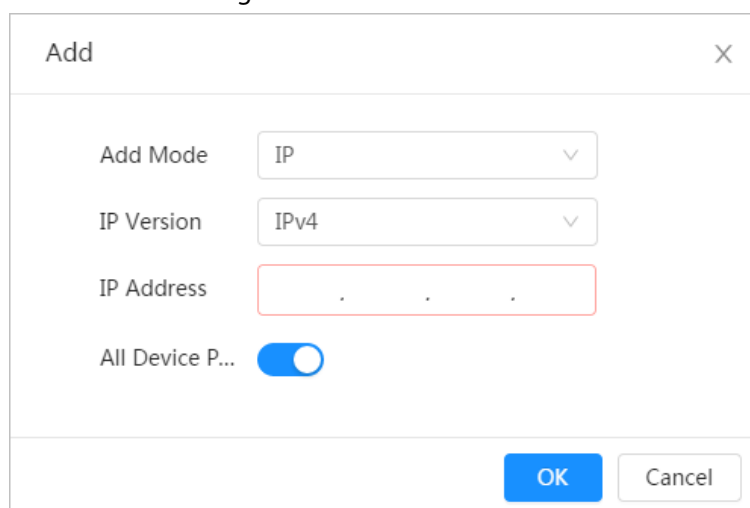 Add
Add Mode IP
IP Version IPv4
IP Address . . .
All Device P...
OK Cancel